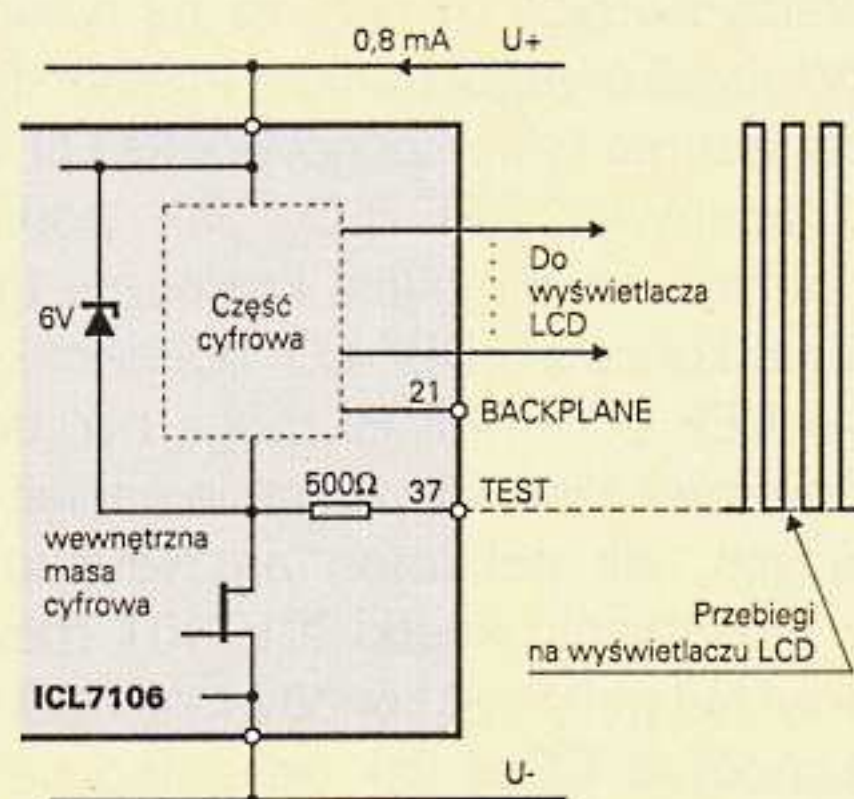 0,8 mA U+
6V
Część
cyfrowa
Do
wyświetlacza
LCD
21
BACKPLANE
500Ω
37
TEST
wewnętrzna
masa
cyfrowa
Przebiegi
na wyświetlaczu LCD
ICL7106
U-